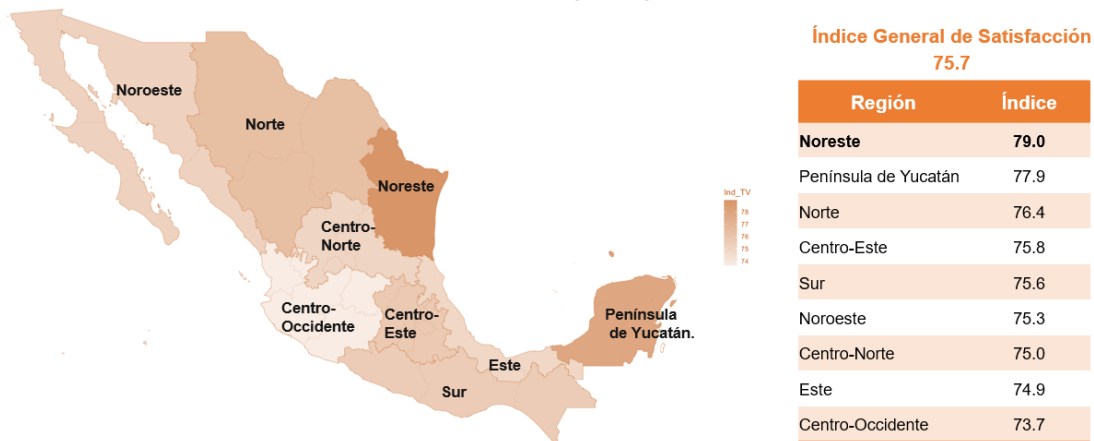 Noroeste
Norte
Noreste
Centro-
Norte
Centro-
Occidente
Centro-
Este
Este
Sur
Península
de Yucatán.
Ind_TV
78
77
76
75
74
Índice General de Satisfacción
75.7
Región Índice
Noreste 79.0
Península de Yucatán 77.9
Norte 76.4
Centro-Este 75.8
Sur 75.6
Noroeste 75.3
Centro-Norte 75.0
Este 74.9
Centro-Occidente 73.7